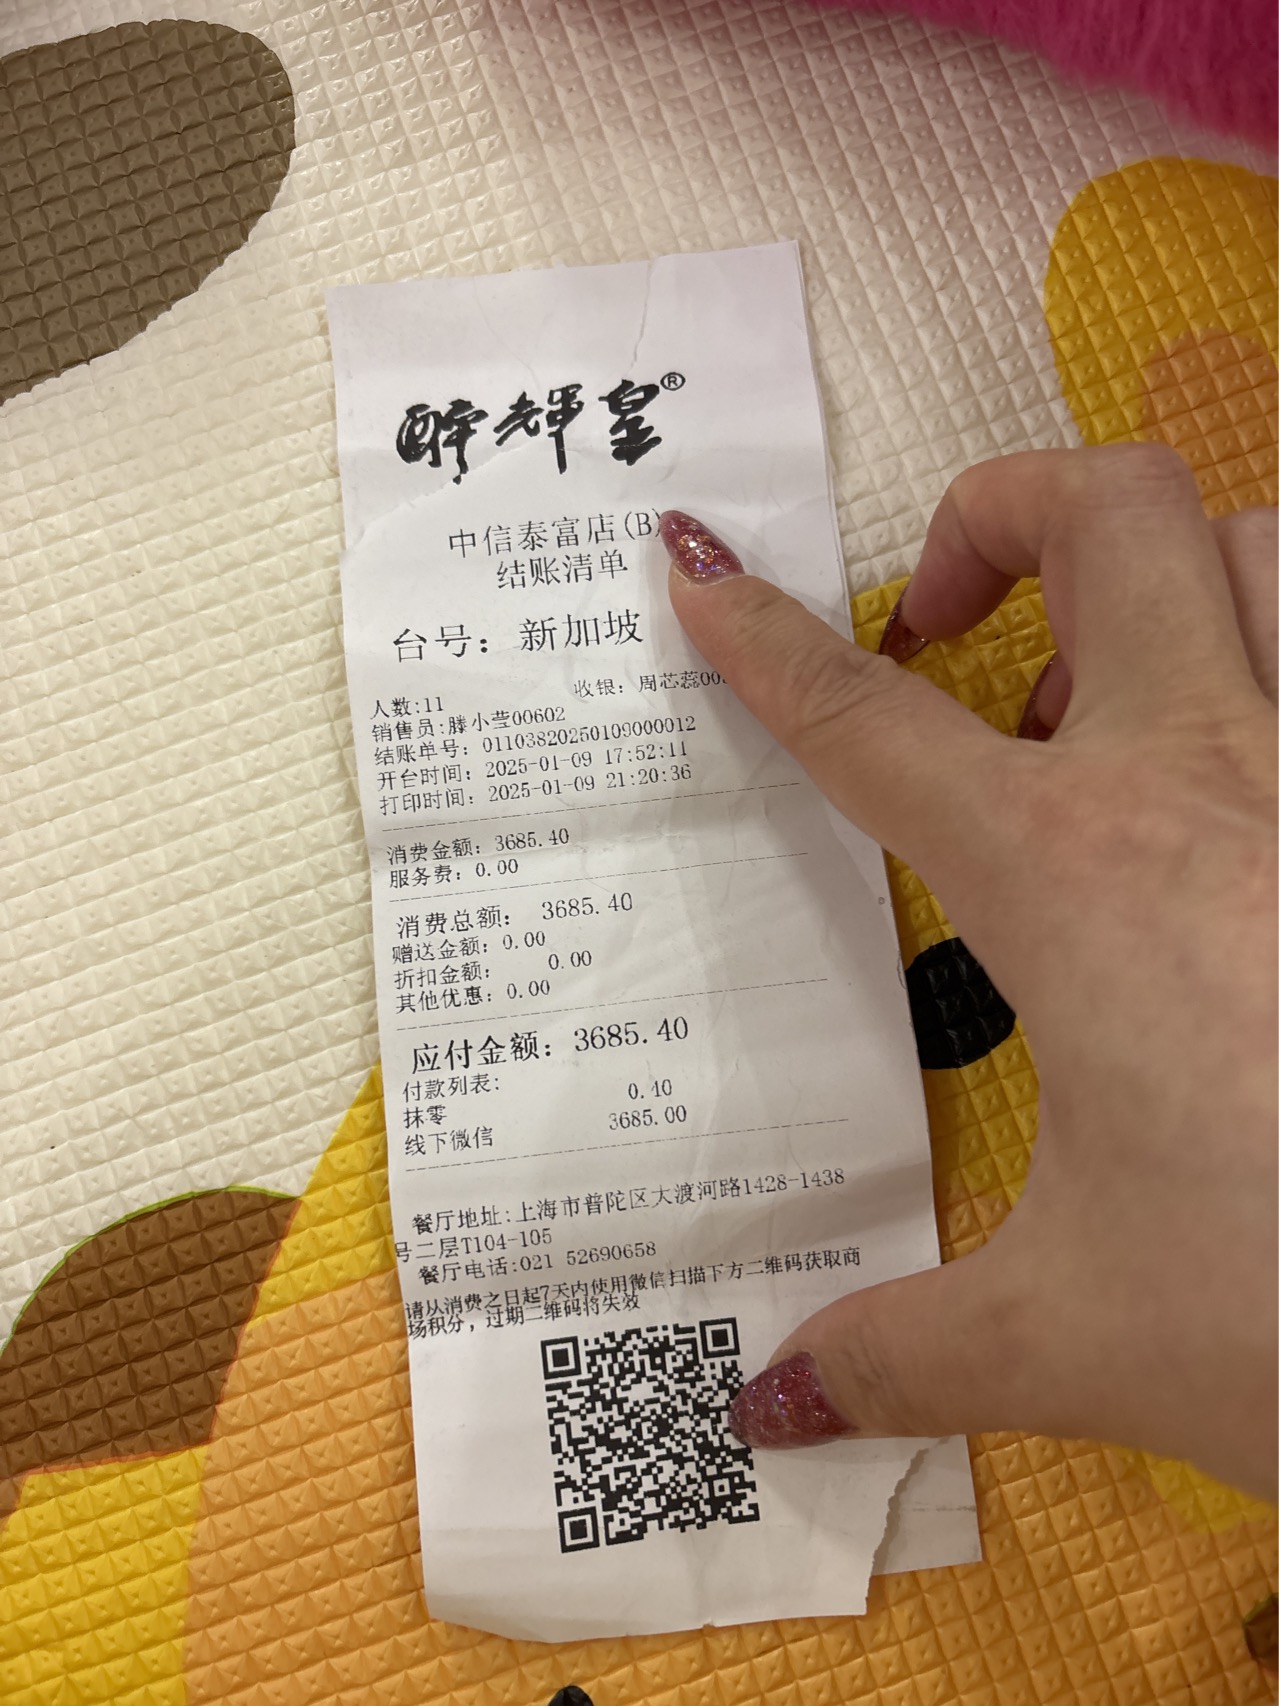 醉辉皇®
中信泰富店(B)
结账清单
台号：新加坡
收银：周芯蕊00
人数:11
销售员:滕小莹00602
结账单号：01103820250109000012
开台时间：2025-01-09 17:52:11
打印时间：2025-01-09 21:20:36
消费金额：3685.40
服务费：0.00
消费总额：3685.40
赠送金额：0.00
折扣金额：0.00
其他优惠：0.00
应付金额：3685.40
付款列表：
抹零 0.40
线下微信 3685.00
餐厅地址:上海市普陀区大渡河路1428-1438
号二层T104-105
餐厅电话:021 52690658
请从消费之日起7天内使用微信扫描下方二维码获取商
场积分，过期二维码将失效